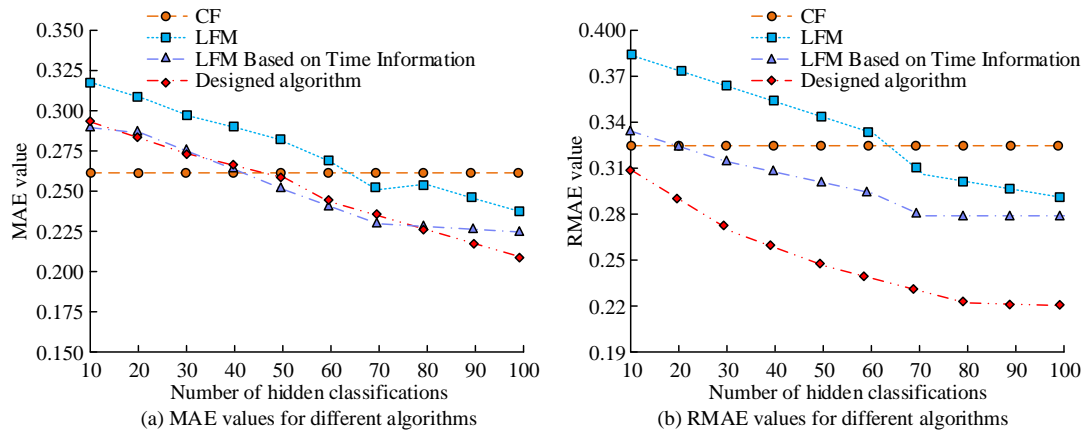 CF
LFM
LFM Based on Time Information
Designed algorithm
0.350
0.325
0.300
0.275
0.250
0.225
0.200
0.175
0.150
MAE value
10 20 30 40 50 60 70 80 90 100
Number of hidden classifications
(a) MAE values for different algorithms
CF
LFM
LFM Based on Time Information
Designed algorithm
0.400
0.37
0.34
0.31
0.28
0.25
0.22
0.19
RMAE value
10 20 30 40 50 60 70 80 90 100
Number of hidden classifications
(b) RMAE values for different algorithms